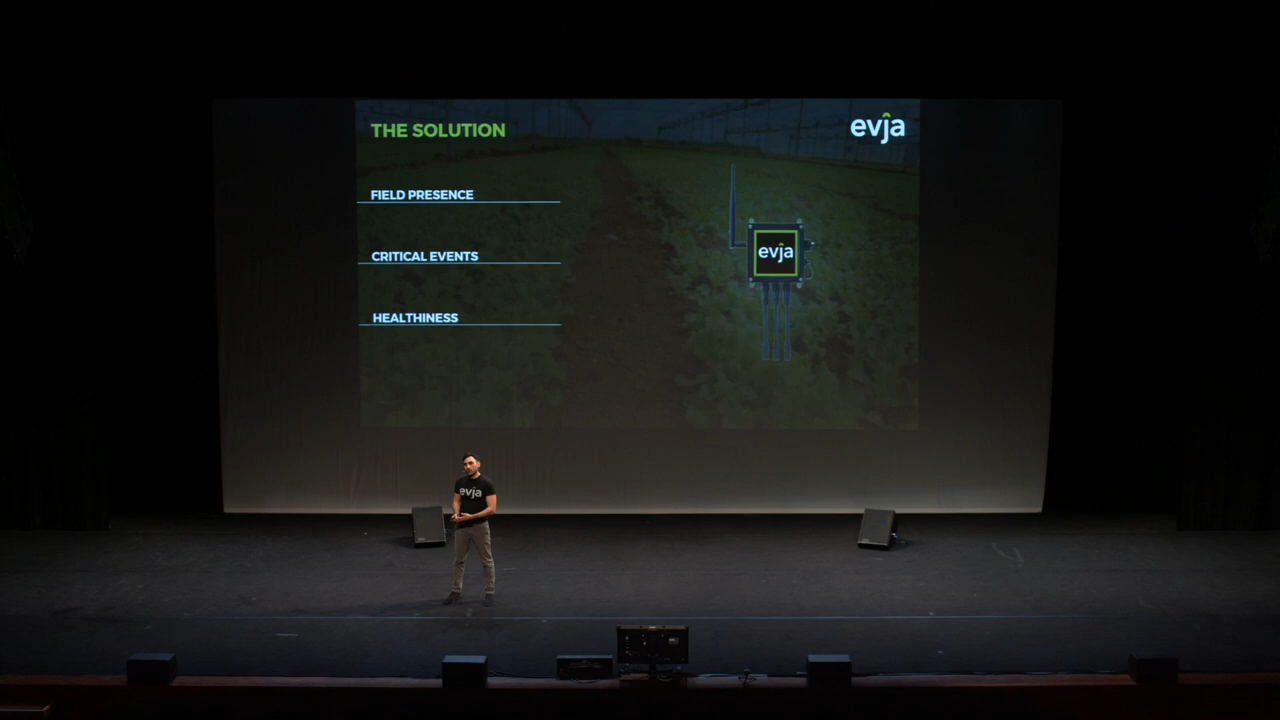 THE SOLUTION
evja
FIELD PRESENCE
evja
CRITICAL EVENTS
HEALTHINESS
evja